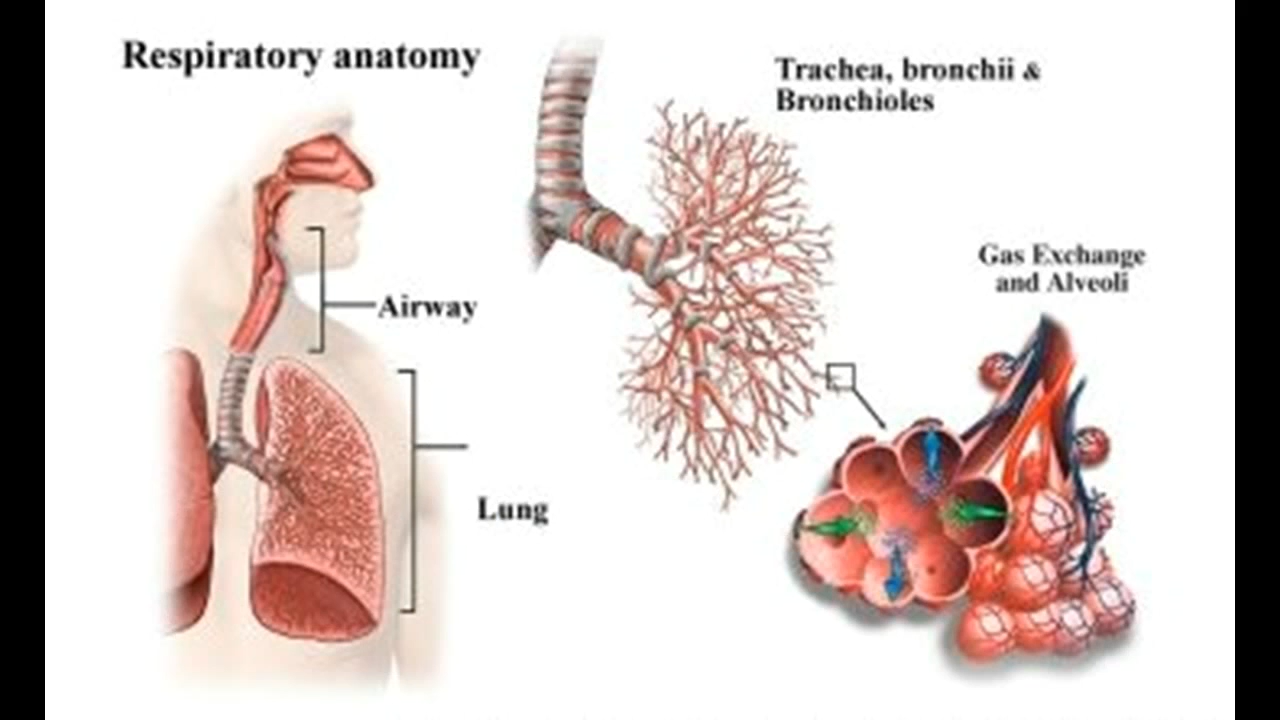 Respiratory anatomy
Trachea, bronchii &
Bronchioles
Gas Exchange
and Alveoli
Airway
Lung